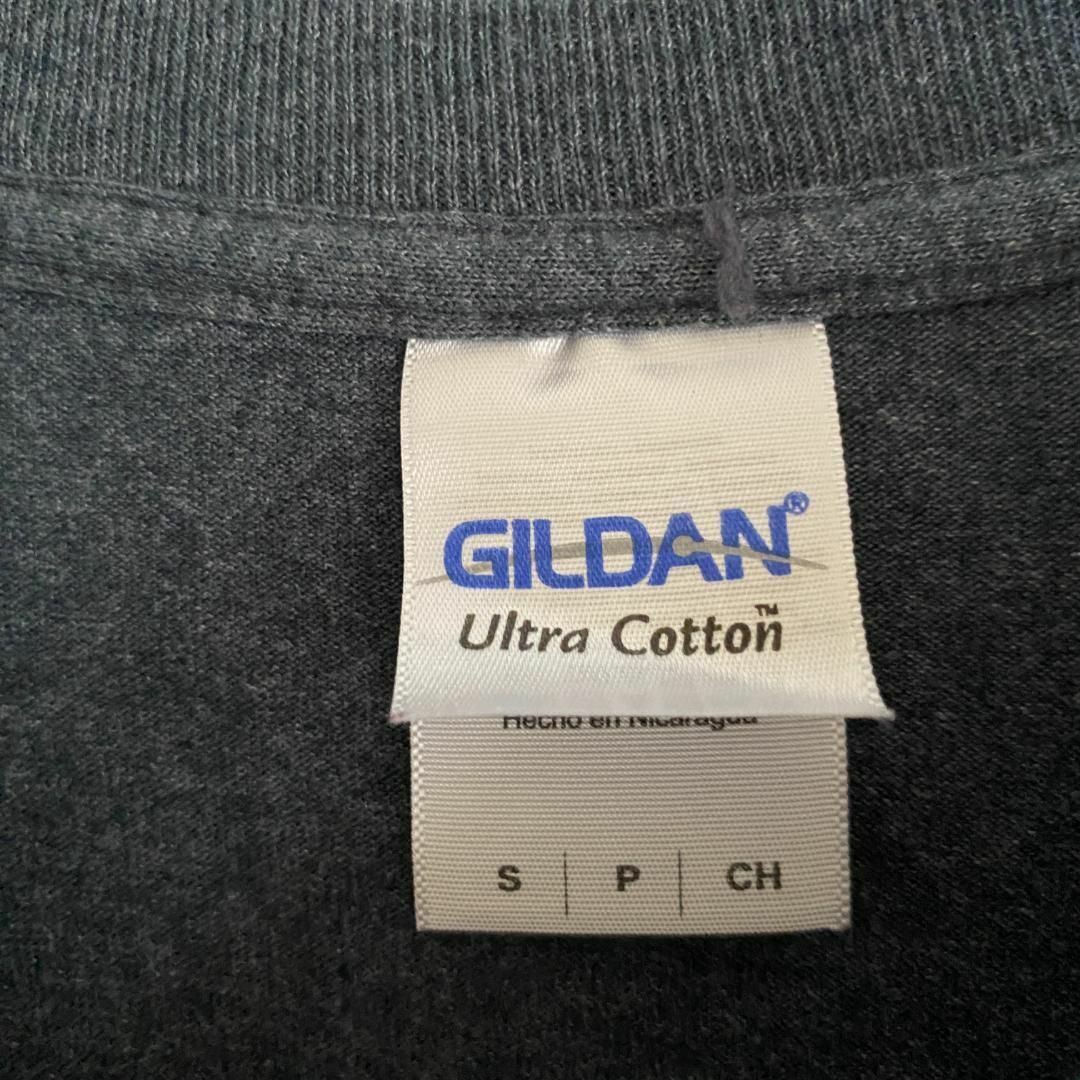 GILDAN®
Ultra Cotton™
Hecho en Nicaragua
S | P | CH